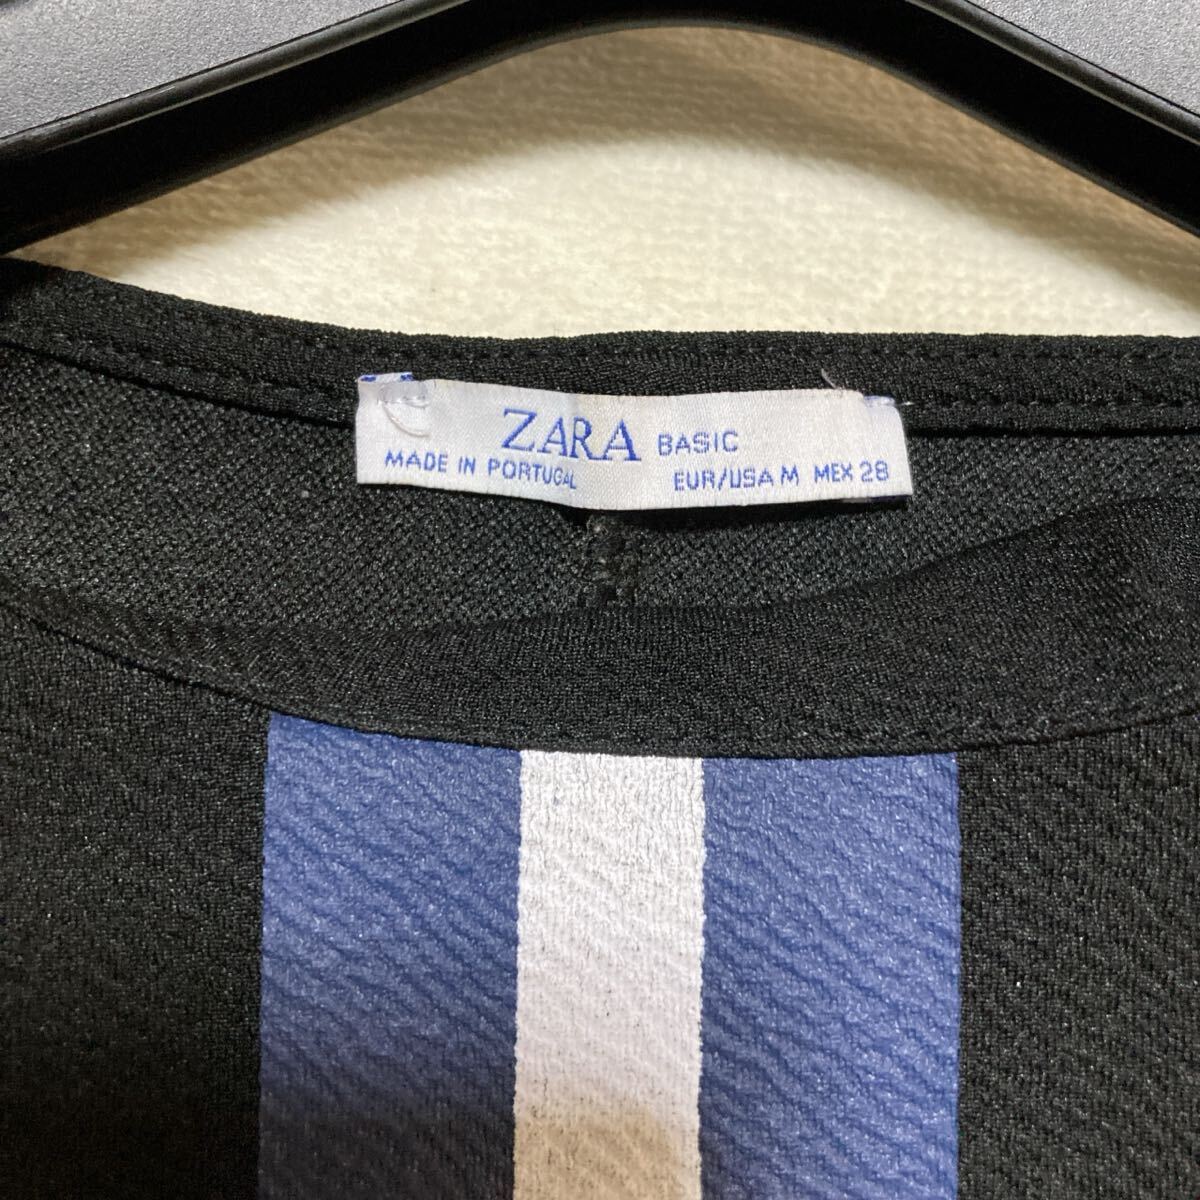 ZARA BASIC
MADE IN PORTUGAL EUR/USA M MEX 28